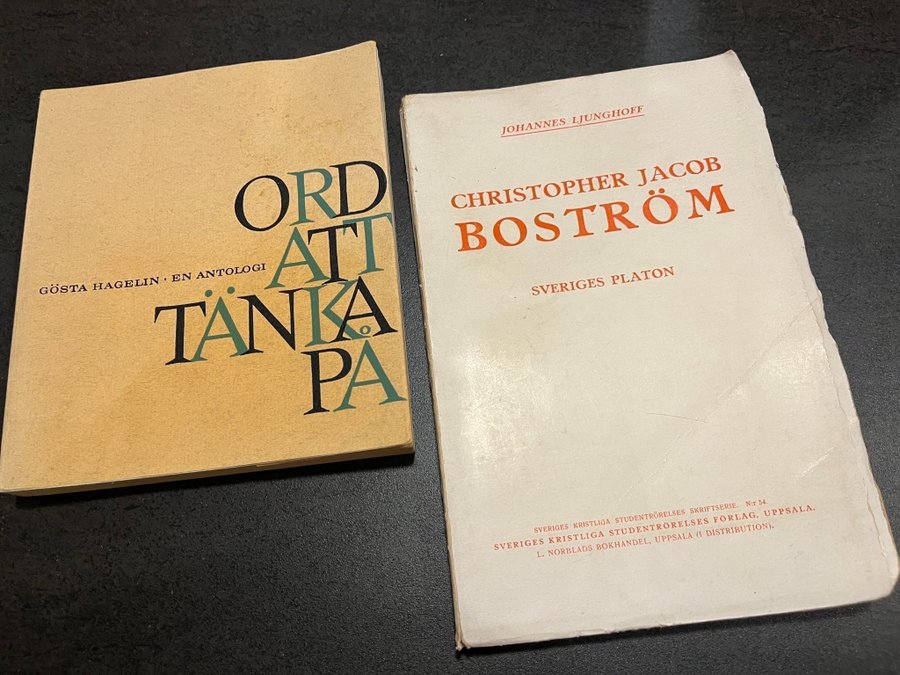 GÖSTA HAGELIN · EN ANTOLOGI
ORD
ATT
TÄNKA
PÅ
JOHANNES LJUNGHOFF
CHRISTOPHER JACOB
BOSTRÖM
SVERIGES PLATON
SVERIGES KRISTLIGA STUDENTRÖRELSES SKRIFTSERIE. N:r 54.
SVERIGES KRISTLIGA STUDENTRÖRELSES FÖRLAG, UPPSALA.
L. NORBLADS BOKHANDEL, UPPSALA (I DISTRIBUTION).